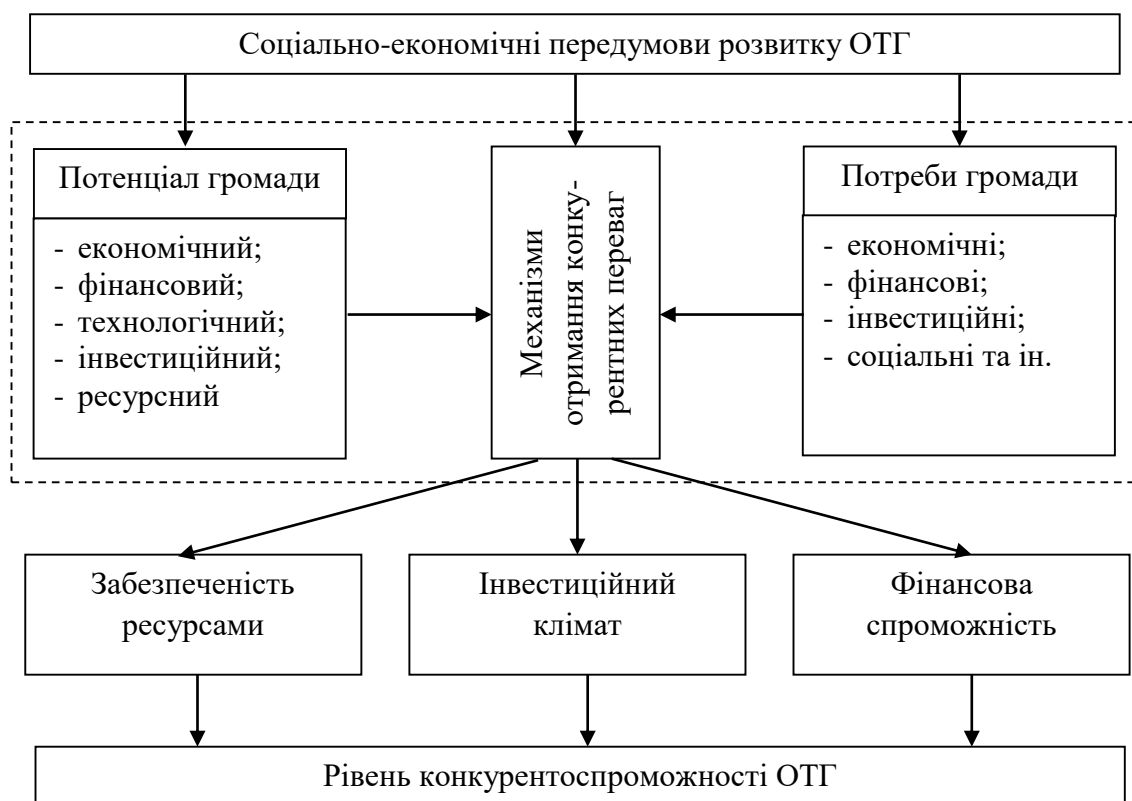 Соціально-економічні передумови розвитку ОТГ
Потенціал громади
- економічний;
- фінансовий;
- технологічний;
- інвестиційний;
- ресурсний
Механізми
отримання конку-
рентних переваг
Потреби громади
- економічні;
- фінансові;
- інвестиційні;
- соціальні та ін.
Забезпеченість
ресурсами
Інвестиційний
клімат
Фінансова
спроможність
Рівень конкурентоспроможності ОТГ